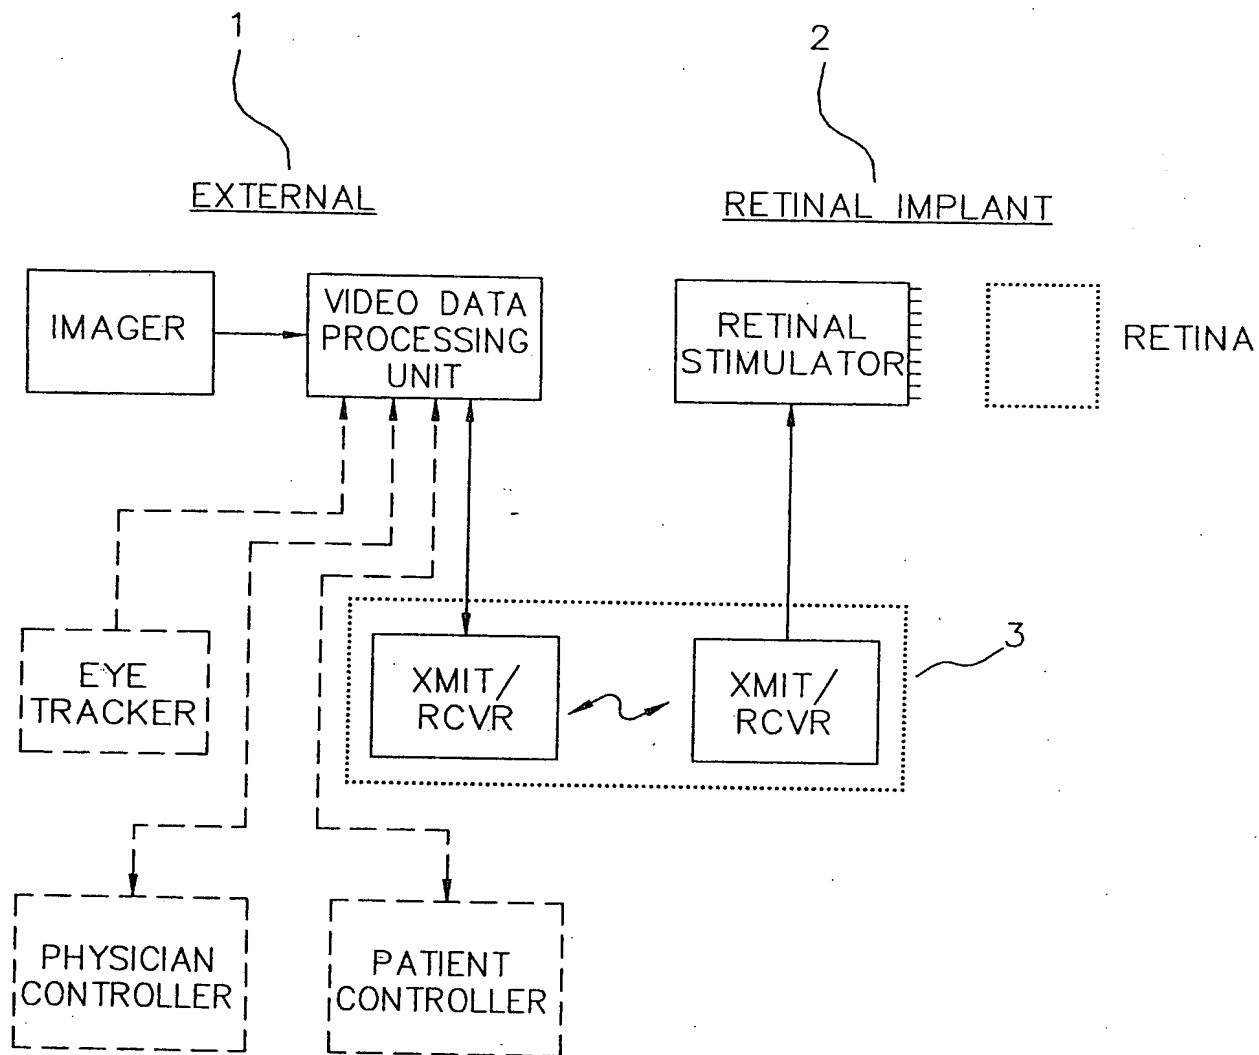 1
2
EXTERNAL
RETINAL IMPLANT
IMAGER
VIDEO DATA
PROCESSING
UNIT
RETINAL
STIMULATOR
RETINA
EYE
TRACKER
XMIT/
RCVR
XMIT/
RCVR
3
PHYSICIAN
CONTROLLER
PATIENT
CONTROLLER